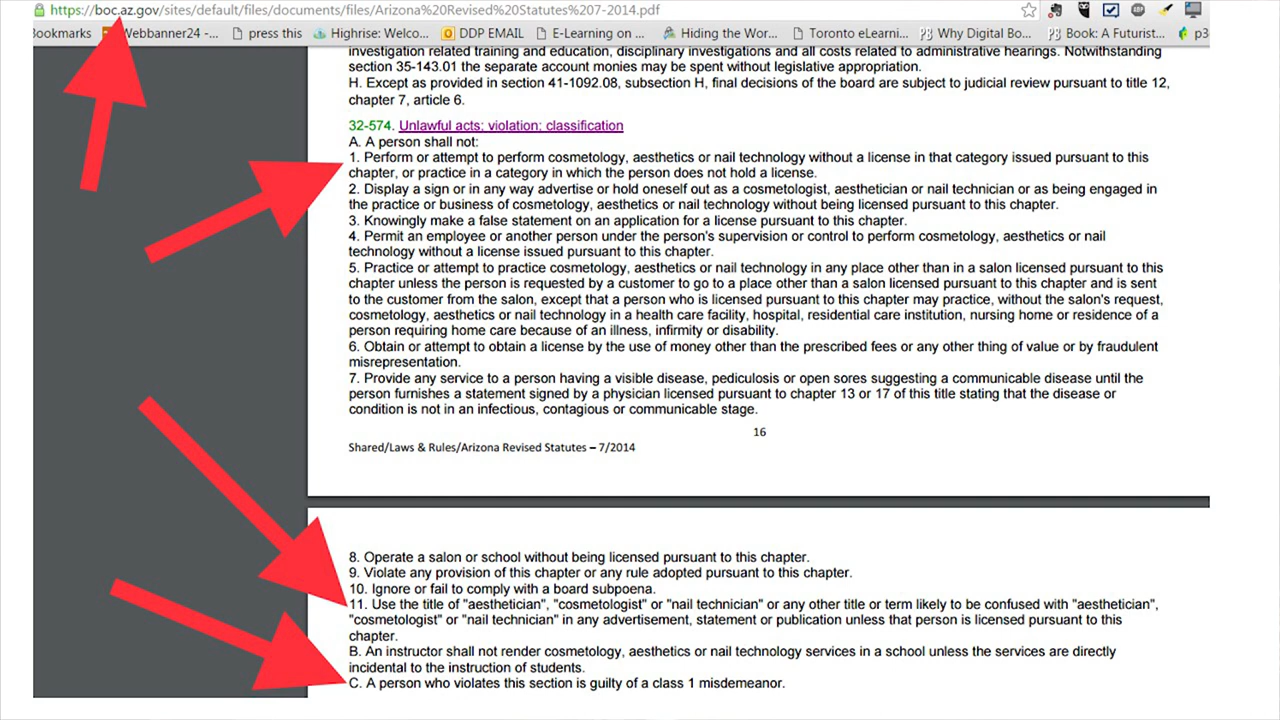 https://boc.az.gov/sites/default/files/documents/files/Arizona%20Revised%20Statutes%207-2014.pdf
Bookmarks Webbanner24 -... press this Highrise: Welco... DDP EMAIL E-Learning on ... Hiding the Wor... Toronto eLearni... Why Digital Bo... Book: A Futurist... p3
investigation related training and education, disciplinary investigations and all costs related to administrative hearings. Notwithstanding
section 35-143.01 the separate account monies may be spent without legislative appropriation.
H. Except as provided in section 41-1092.08, subsection H, final decisions of the board are subject to judicial review pursuant to title 12,
chapter 7, article 6.
32-574. Unlawful acts; violation; classification
A. A person shall not:
1. Perform or attempt to perform cosmetology, aesthetics or nail technology without a license in that category issued pursuant to this
chapter, or practice in a category in which the person does not hold a license.
2. Display a sign or in any way advertise or hold oneself out as a cosmetologist, aesthetician or nail technician or as being engaged in
the practice or business of cosmetology, aesthetics or nail technology without being licensed pursuant to this chapter.
3. Knowingly make a false statement on an application for a license pursuant to this chapter.
4. Permit an employee or another person under the person's supervision or control to perform cosmetology, aesthetics or nail
technology without a license issued pursuant to this chapter.
5. Practice or attempt to practice cosmetology, aesthetics or nail technology in any place other than in a salon licensed pursuant to this
chapter unless the person is requested by a customer to go to a place other than a salon licensed pursuant to this chapter and is sent
to the customer from the salon, except that a person who is licensed pursuant to this chapter may practice, without the salon's request,
cosmetology, aesthetics or nail technology in a health care facility, hospital, residential care institution, nursing home or residence of a
person requiring home care because of an illness, infirmity or disability.
6. Obtain or attempt to obtain a license by the use of money other than the prescribed fees or any other thing of value or by fraudulent
misrepresentation.
7. Provide any service to a person having a visible disease, pediculosis or open sores suggesting a communicable disease until the
person furnishes a statement signed by a physician licensed pursuant to chapter 13 or 17 of this title stating that the disease or
condition is not in an infectious, contagious or communicable stage.
16
Shared/Laws & Rules/Arizona Revised Statutes – 7/2014
8. Operate a salon or school without being licensed pursuant to this chapter.
9. Violate any provision of this chapter or any rule adopted pursuant to this chapter.
10. Ignore or fail to comply with a board subpoena.
11. Use the title of "aesthetician", "cosmetologist" or "nail technician" or any other title or term likely to be confused with "aesthetician",
"cosmetologist" or "nail technician" in any advertisement, statement or publication unless that person is licensed pursuant to this
chapter.
B. An instructor shall not render cosmetology, aesthetics or nail technology services in a school unless the services are directly
incidental to the instruction of students.
C. A person who violates this section is guilty of a class 1 misdemeanor.